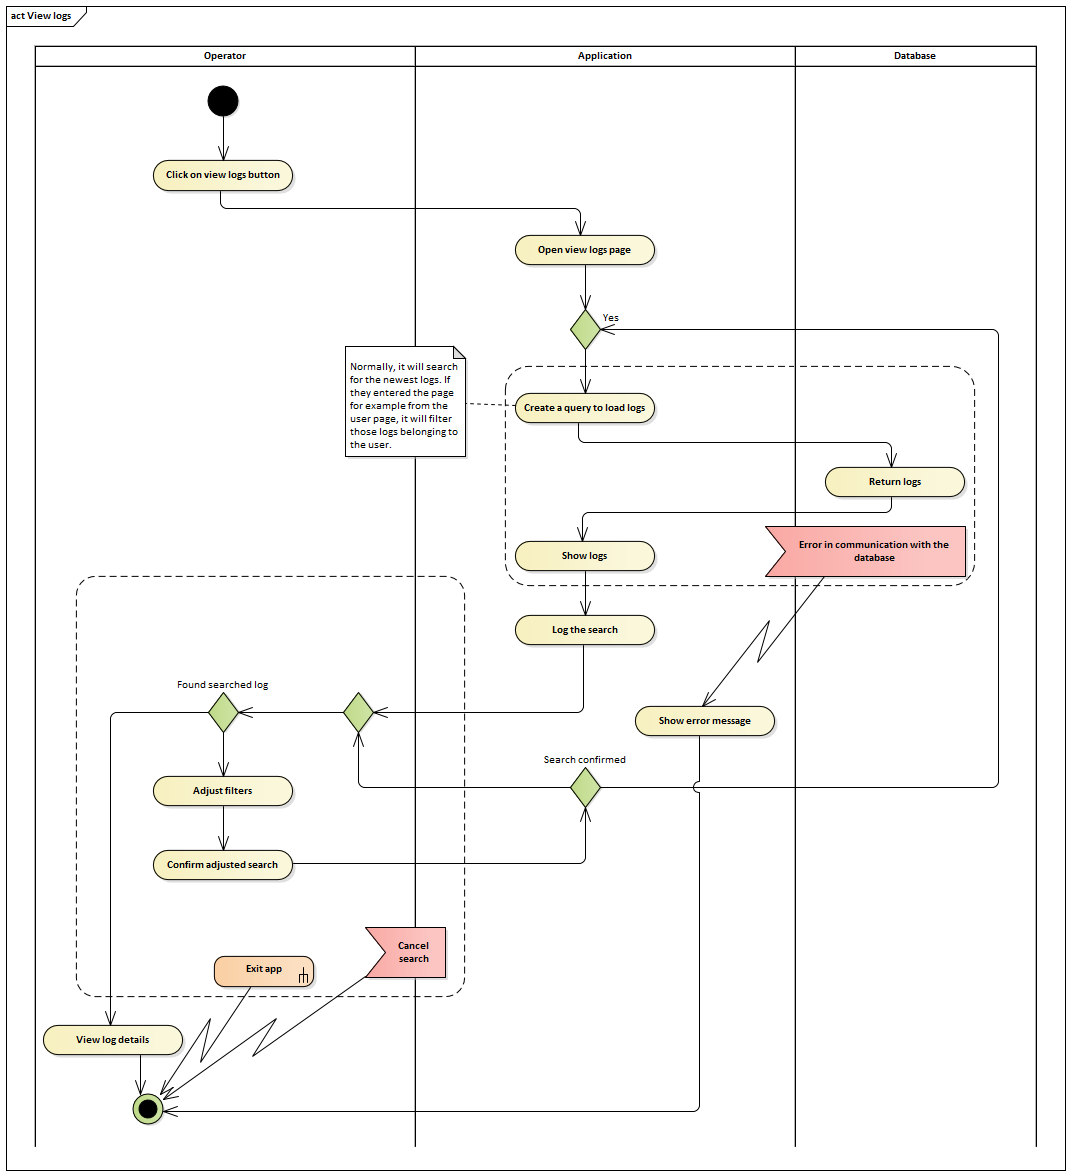 act View logs
Operator
Application
Database
Click on view logs button
Open view logs page
Yes
Normally, it will search
for the newest logs. If
they entered the page
for example from the
user page, it will filter
those logs belonging to
the user.
Create a query to load logs
Return logs
Error in communication with the
database
Show logs
Log the search
Found searched log
Show error message
Search confirmed
Adjust filters
Confirm adjusted search
Cancel
search
Exit app
View log details